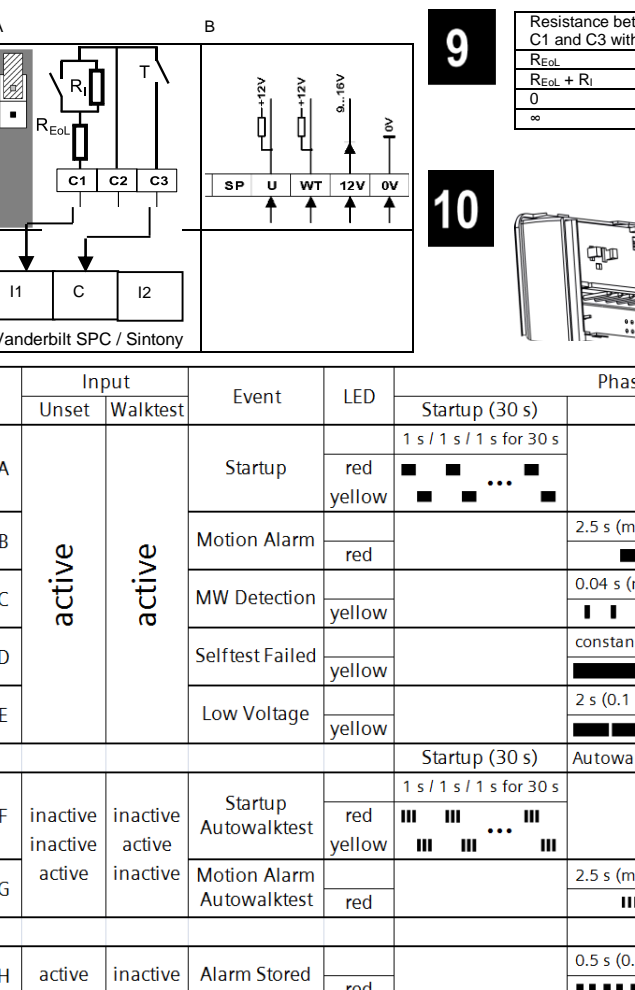 B
9
Resistance bet
C1 and C3 with
REoL
REoL + RI
0
∞
RI
T
REoL
C1 C2 C3
+12V +12V 9...16V 0V
SP U WT 12V 0V
10
I1 C I2
Vanderbilt SPC / Sintony
Input Event LED Phas
Unset Walktest Startup (30 s)
1 s / 1 s / 1 s for 30 s
A active active Startup red
yellow
B Motion Alarm 2.5 s (m
red
C MW Detection 0.04 s (
yellow
D Selftest Failed constan
yellow
E Low Voltage 2 s (0.1
yellow
Startup (30 s) Autowa
1 s / 1 s / 1 s for 30 s
F inactive inactive Startup red
inactive active Autowalktest yellow
active inactive
G Motion Alarm 2.5 s (m
Autowalktest red
H active inactive Alarm Stored 0.5 s (0.
red